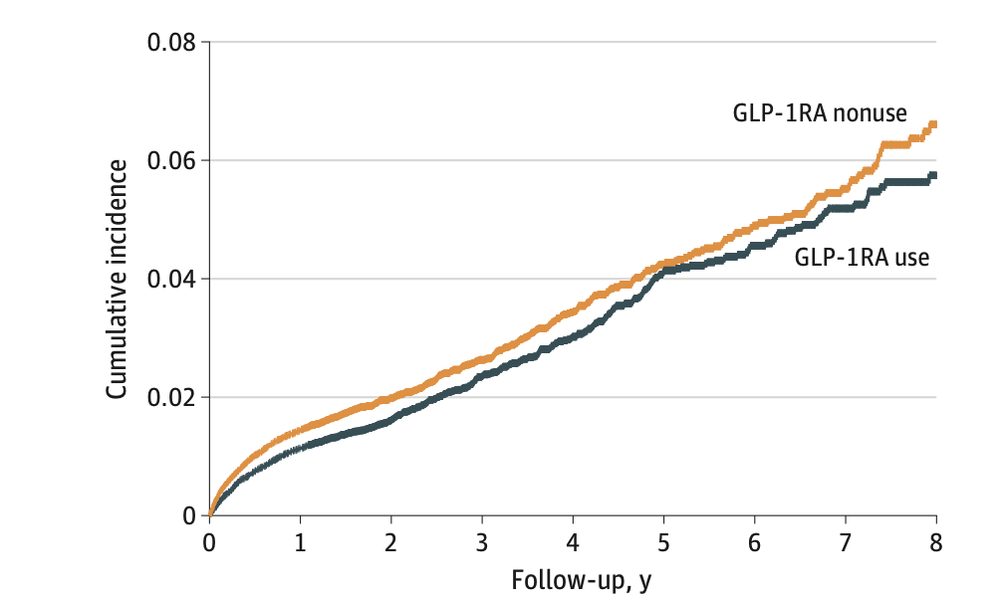 0.08
GLP-1RA nonuse
0.06
GLP-1RA use
0.04
0.02
0
Cumulative incidence
0 1 2 3 4 5 6 7 8
Follow-up, y